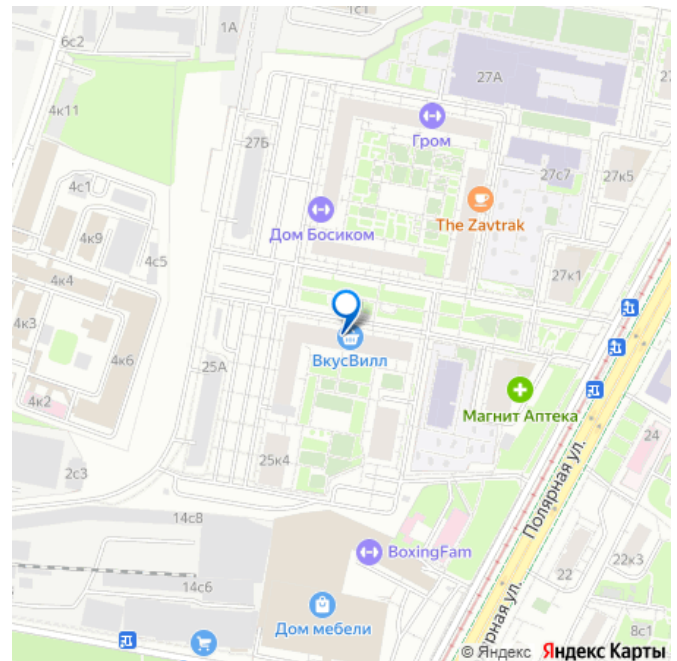 1с1
6с2
1А
27А
4к11
Гром
27Б
4с1
27с7
27к5
Дом Босиком
The Zavtrak
4к9
4с5
4к4
27к1
4к3
4к6
ВкусВилл
25А
4к2
Магнит Аптека
24
25к4
2с3
Полярная ул.
14с8
BoxingFam
22к3
22
14с6
Дом мебели
8с1
рная ул.
© Яндекс Яндекс Карты